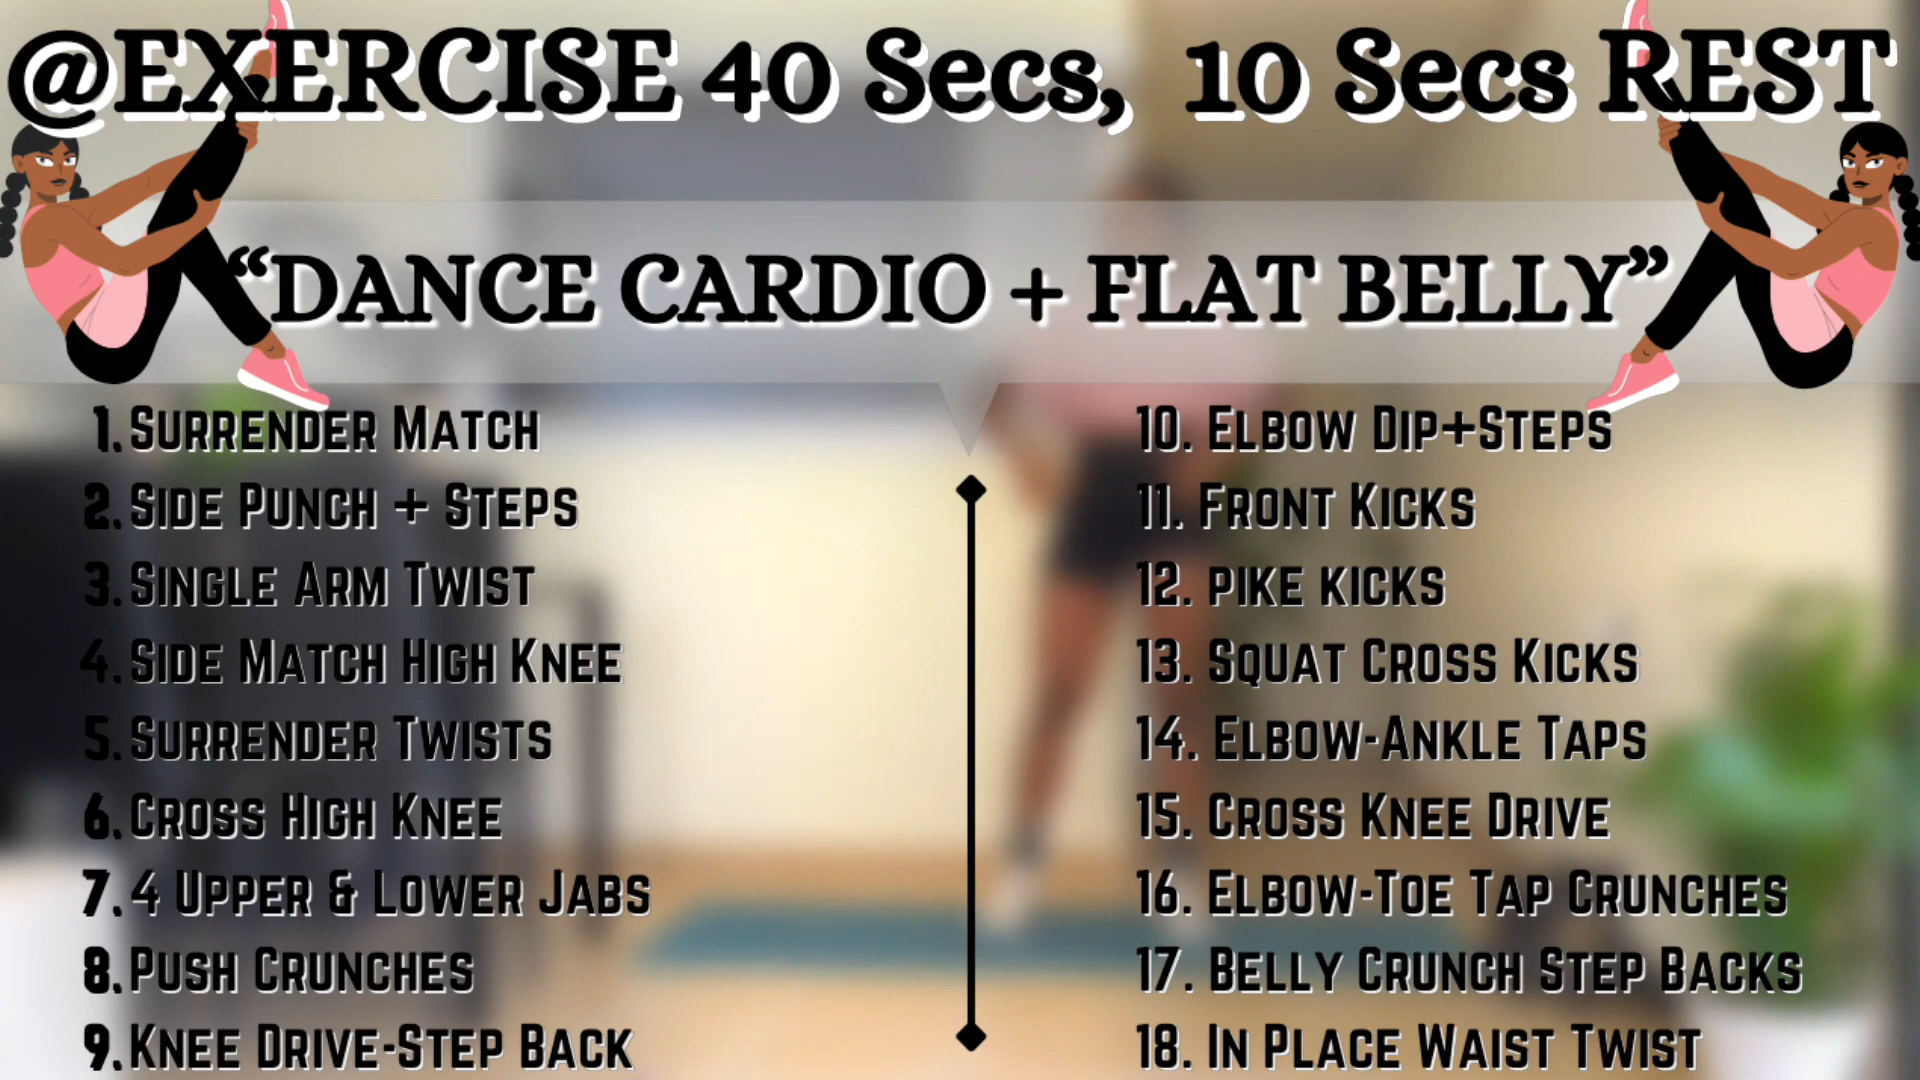 @EXERCISE 40 Secs, 10 Secs REST
“DANCE CARDIO + FLAT BELLY”
1. SURRENDER MATCH
2. SIDE PUNCH + STEPS
3. SINGLE ARM TWIST
4. SIDE MATCH HIGH KNEE
5. SURRENDER TWISTS
6. CROSS HIGH KNEE
7. 4 UPPER & LOWER JABS
8. PUSH CRUNCHES
9. KNEE DRIVE-STEP BACK
10. ELBOW DIP+STEPS
11. FRONT KICKS
12. PIKE KICKS
13. SQUAT CROSS KICKS
14. ELBOW-ANKLE TAPS
15. CROSS KNEE DRIVE
16. ELBOW-TOE TAP CRUNCHES
17. BELLY CRUNCH STEP BACKS
18. IN PLACE WAIST TWIST